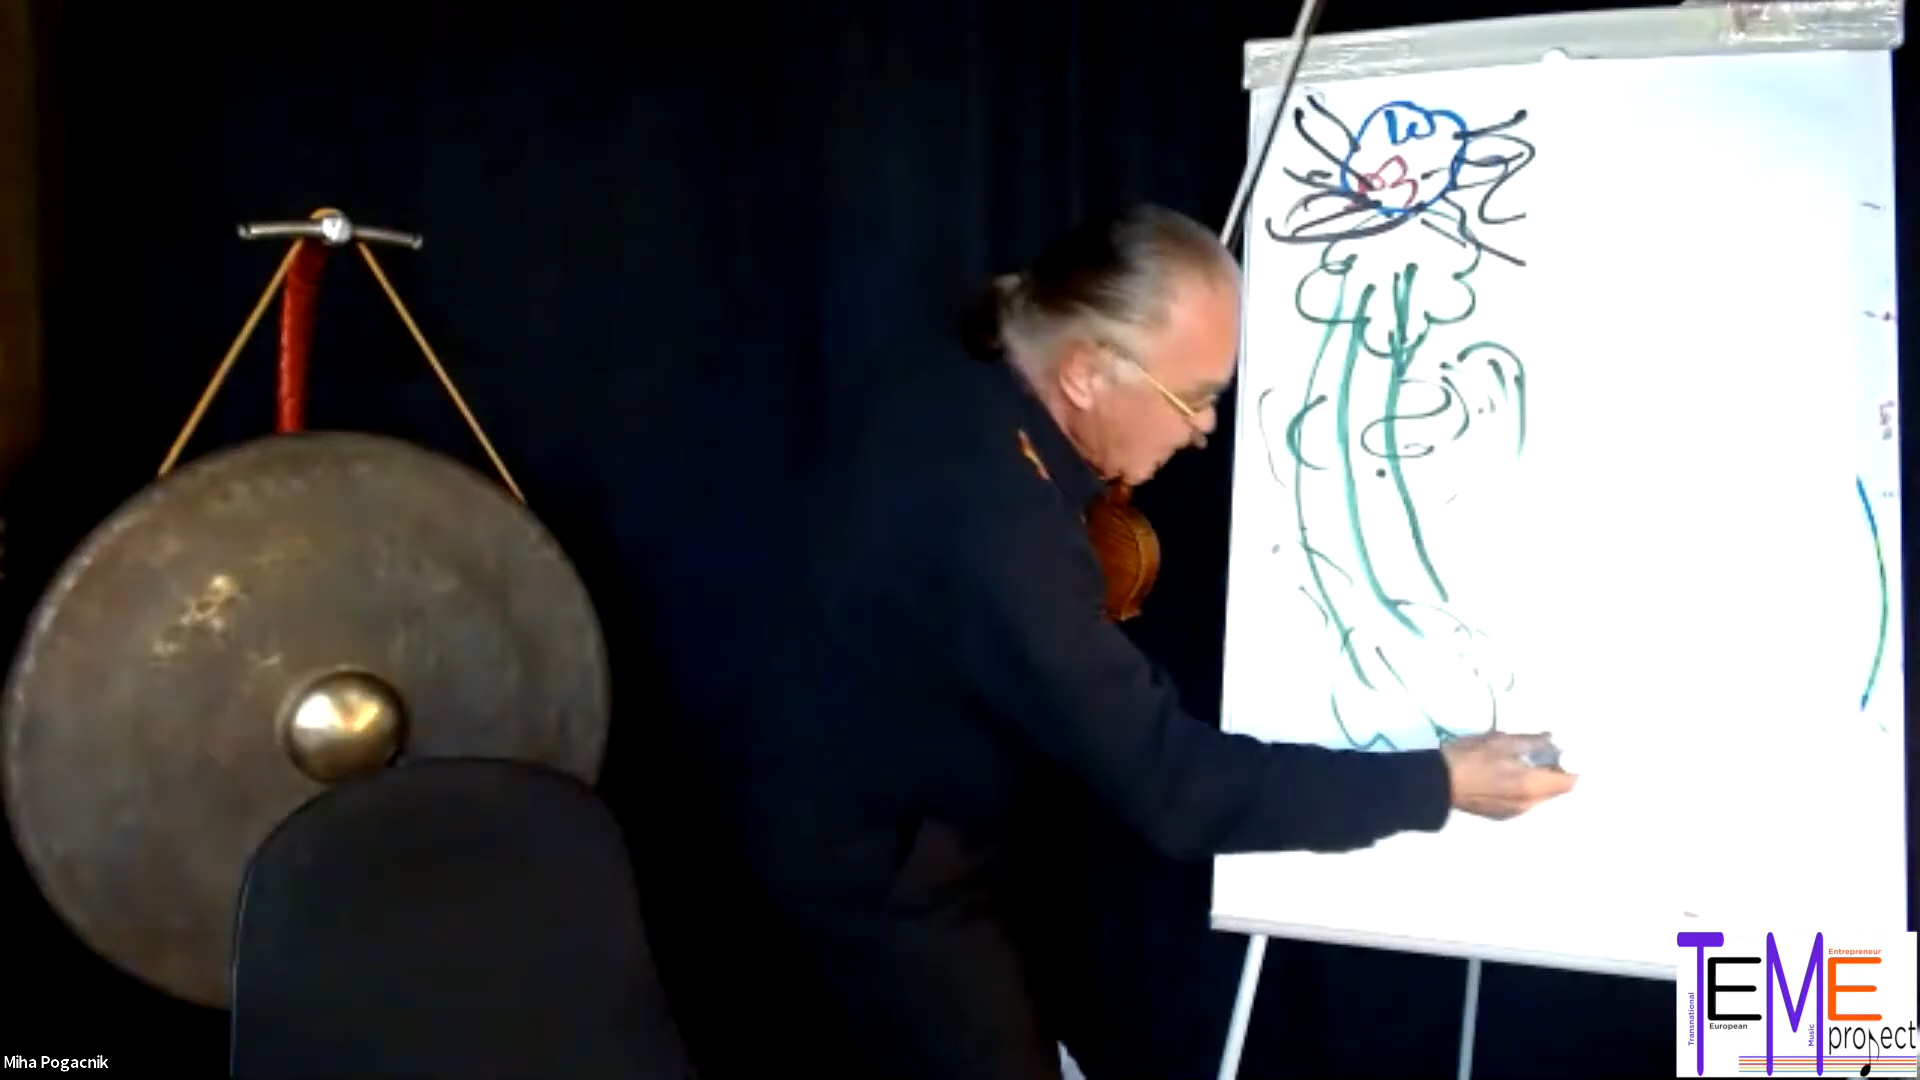 Miha Pogacnik
TEME
Transnational
European
Music
Entrepreneur
project